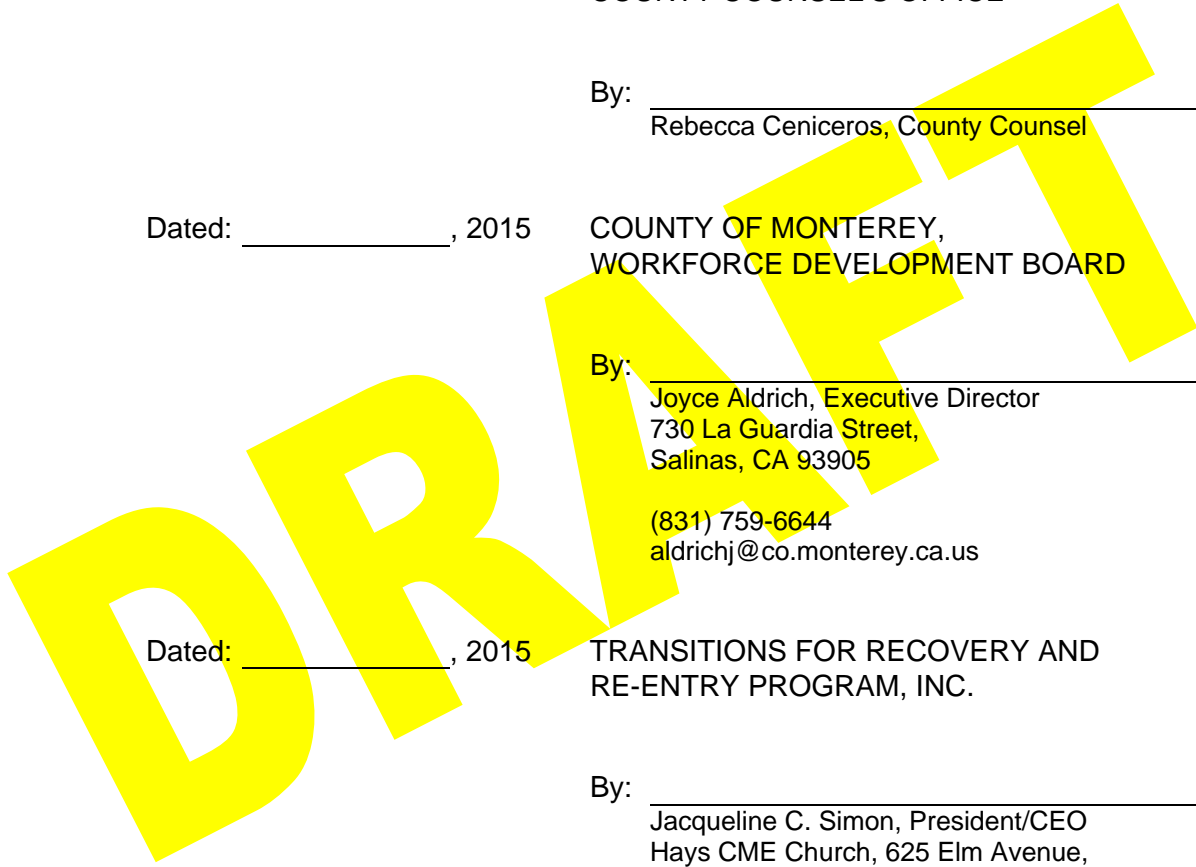 By:
Rebecca Ceniceros, County Counsel
Dated: , 2015 COUNTY OF MONTEREY,
WORKFORCE DEVELOPMENT BOARD
By:
Joyce Aldrich, Executive Director
730 La Guardia Street,
Salinas, CA 93905
(831) 759-6644
aldrichj@co.monterey.ca.us
Dated: , 2015 TRANSITIONS FOR RECOVERY AND
RE-ENTRY PROGRAM, INC.
By:
Jacqueline C. Simon, President/CEO
Hays CME Church, 625 Elm Avenue,
DRAFT